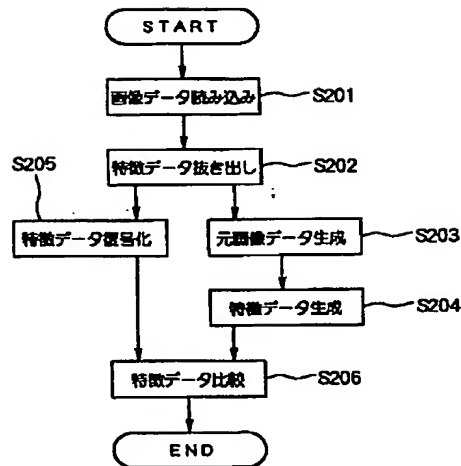 START
画像データ読み込み
S201
S205
特徴データ抜き出し
S202
特徴データ復号化
元画像データ生成
S203
特徴データ生成
S204
特徴データ比較
S206
END